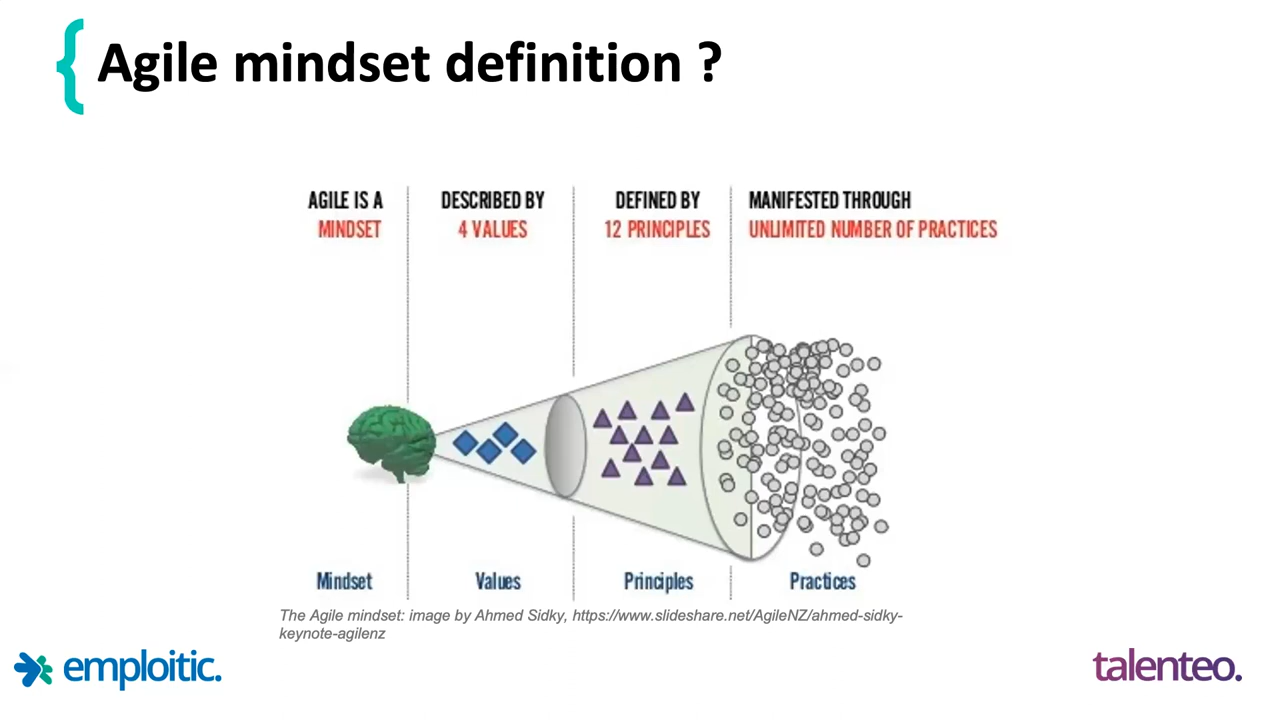 Agile mindset definition ?
AGILE IS A
MINDSET
DESCRIBED BY
4 VALUES
DEFINED BY
12 PRINCIPLES
MANIFESTED THROUGH
UNLIMITED NUMBER OF PRACTICES
Mindset
Values
Principles
Practices
The Agile mindset: image by Ahmed Sidky, https://www.slideshare.net/AgileNZ/ahmed-sidky-
keynote-agilenz
emploitic.
talenteo.